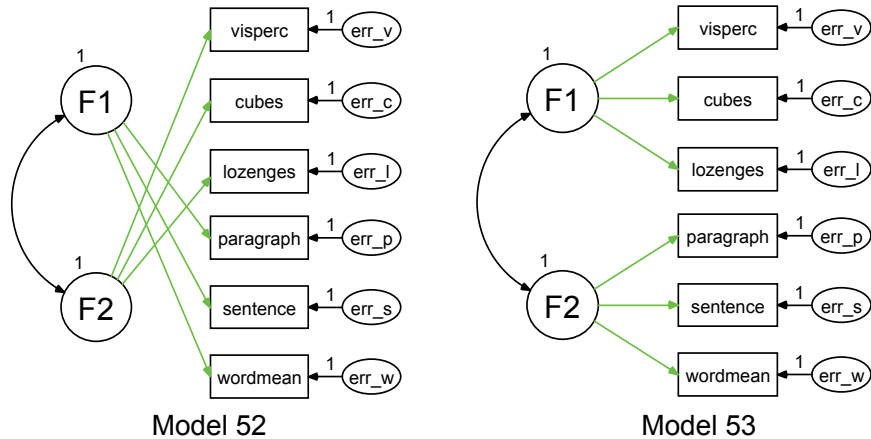 visperc 1 err_v
1
F1
cubes 1 err_c
lozenges 1 err_l
paragraph 1 err_p
1
F2
sentence 1 err_s
wordmean 1 err_w
Model 52
visperc 1 err_v
1
F1
cubes 1 err_c
lozenges 1 err_l
paragraph 1 err_p
1
F2
sentence 1 err_s
wordmean 1 err_w
Model 53